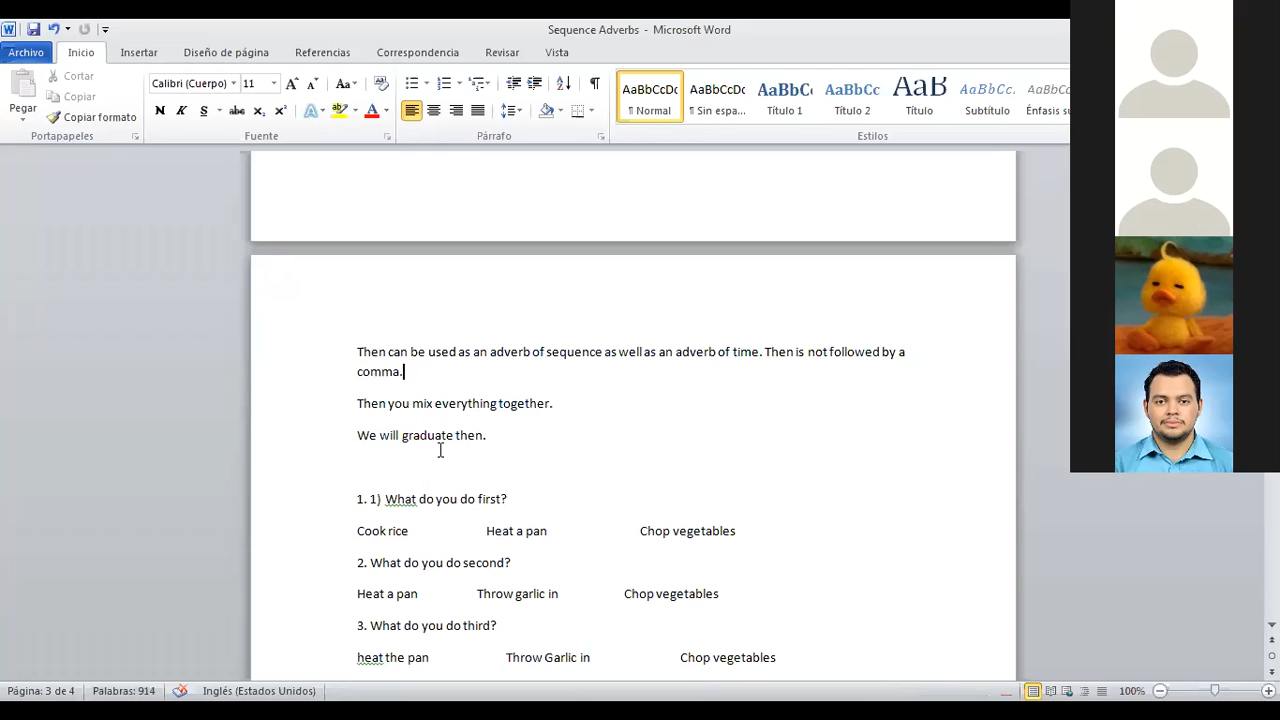 Sequence Adverbs - Microsoft Word
Archivo Inicio Insertar Diseño de página Referencias Correspondencia Revisar Vista
Pegar
Cortar
Copiar
Copiar formato
Portapapeles
Calibri (Cuerpo) 11
N K S abc x₂ x²
Aa
Fuente
Párrafo
AaBbCcDc AaBbCcDc AaBbCc AaBbCc AaB AaBbCc. AaBbCc
¶ Normal ¶ Sin espa... Título 1 Título 2 Título Subtítulo Énfasis su
Estilos
Then can be used as an adverb of sequence as well as an adverb of time. Then is not followed by a
comma.
Then you mix everything together.
We will graduate then.
1. 1) What do you do first?
Cook rice Heat a pan Chop vegetables
2. What do you do second?
Heat a pan Throw garlic in Chop vegetables
3. What do you do third?
heat the pan Throw Garlic in Chop vegetables
Página: 3 de 4 Palabras: 914 Inglés (Estados Unidos) 100%